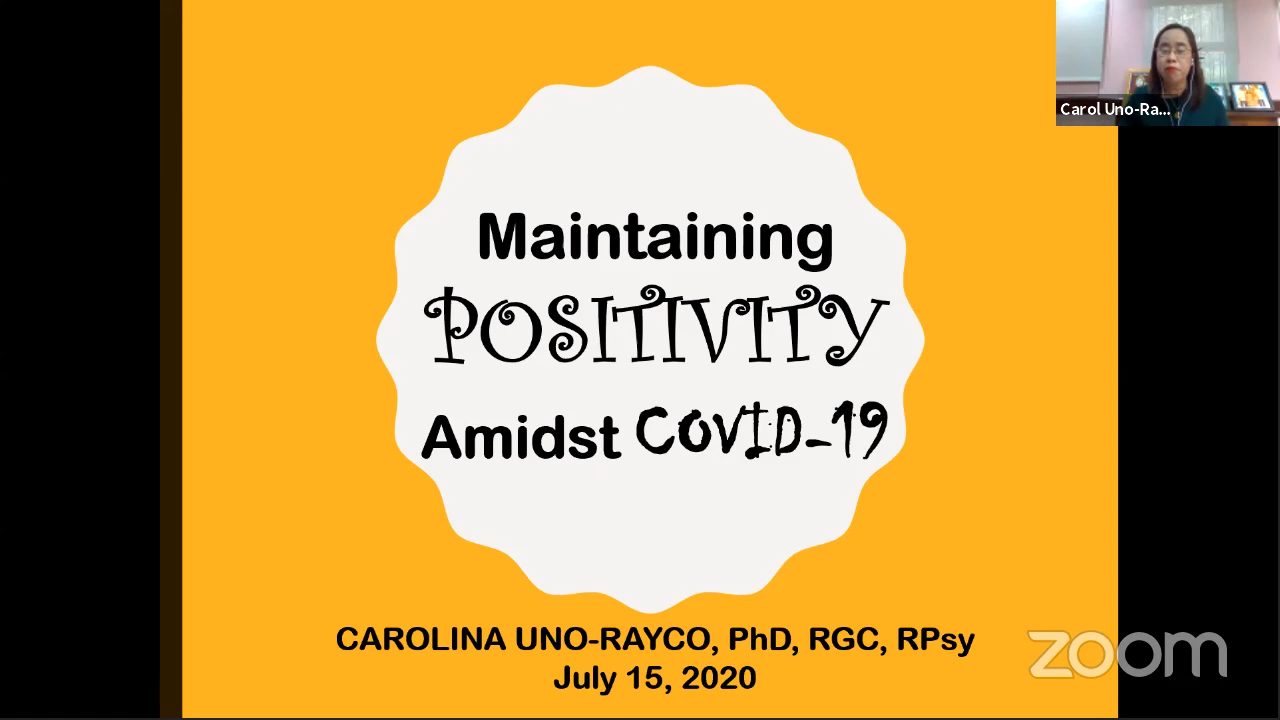 Carol Uno-Ra...
Maintaining
POSITIVITY
Amidst COVID-19
CAROLINA UNO-RAYCO, PhD, RGC, RPsy
July 15, 2020
zoom